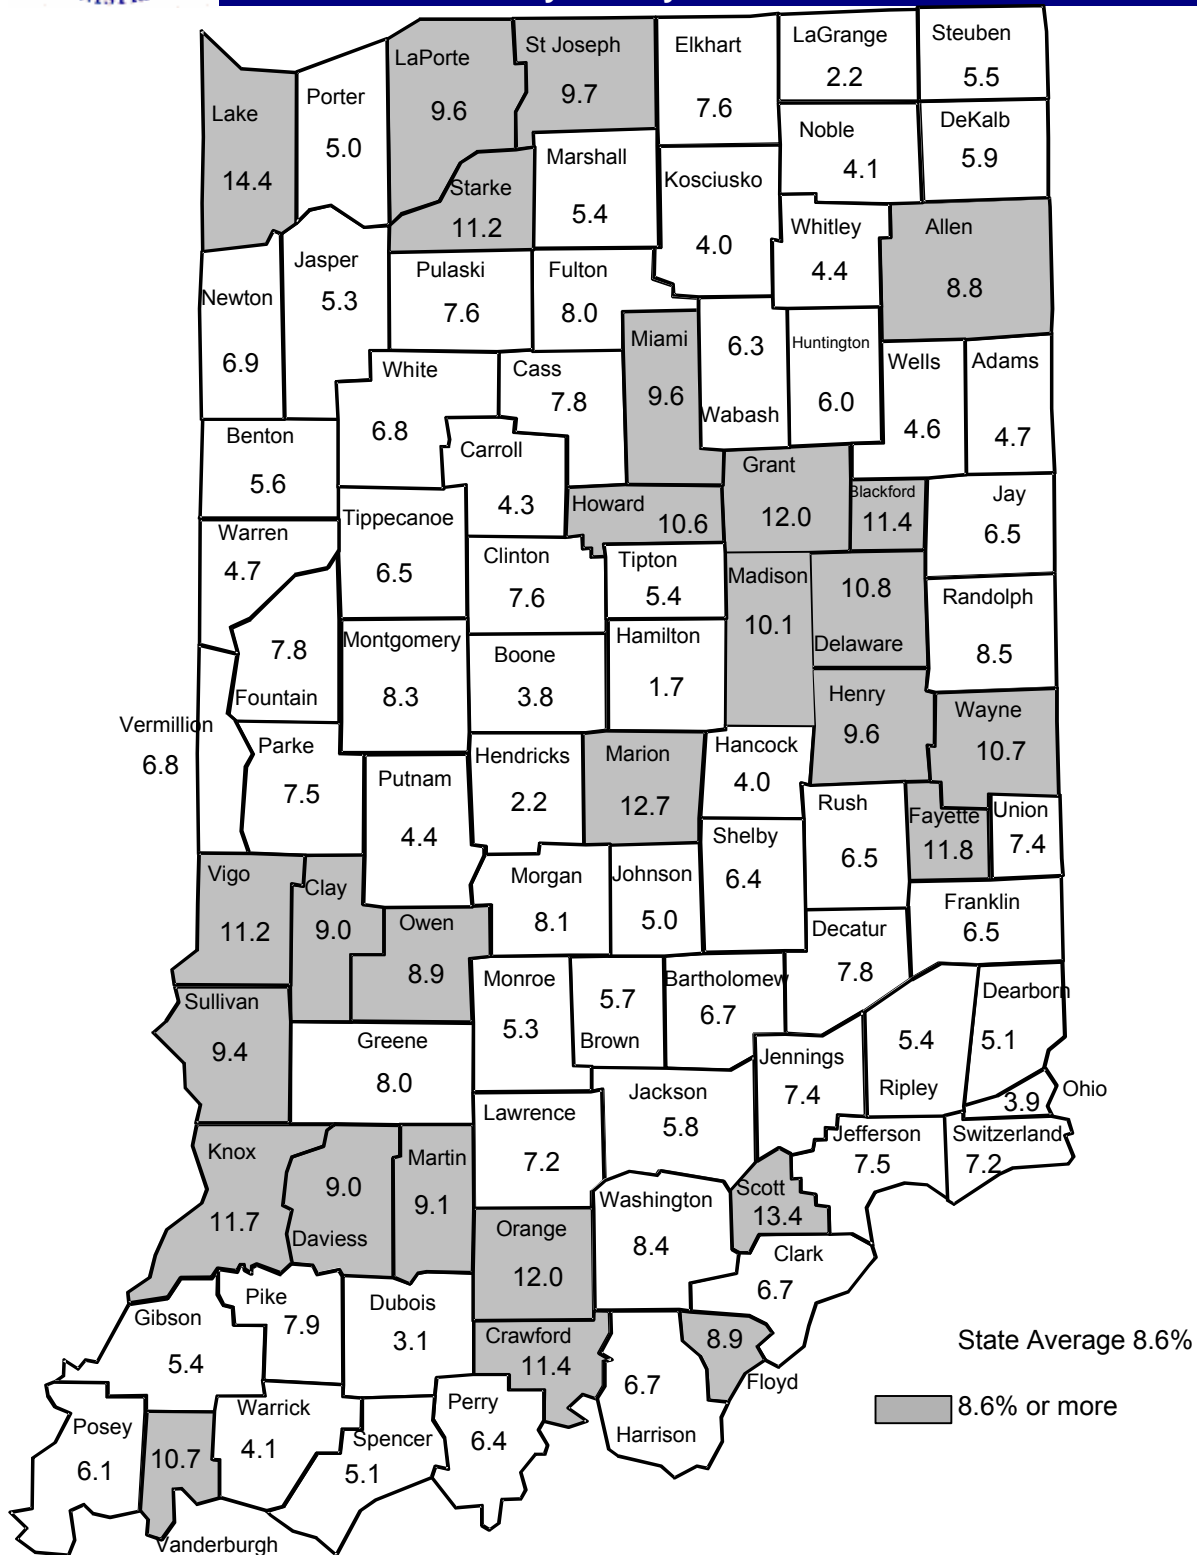 LaPorte
9.6
St Joseph
9.7
Elkhart
7.6
LaGrange
2.2
Steuben
5.5
Lake
14.4
Porter
5.0
Noble
4.1
DeKalb
5.9
Starke
11.2
Marshall
5.4
Kosciusko
4.0
Whitley
4.4
Allen
8.8
Newton
6.9
Jasper
5.3
Pulaski
7.6
Fulton
8.0
Miami
9.6
6.3
Wabash
Huntington
6.0
Wells
4.6
Adams
4.7
White
6.8
Cass
7.8
Benton
5.6
Carroll
4.3
Howard
10.6
Grant
12.0
Blackford
11.4
Jay
6.5
Warren
4.7
Tippecanoe
6.5
Clinton
7.6
Tipton
5.4
Madison
10.1
10.8
Delaware
Randolph
8.5
7.8
Fountain
Montgomery
8.3
Boone
3.8
Hamilton
1.7
Henry
9.6
Wayne
10.7
Vermillion
6.8
Parke
7.5
Putnam
4.4
Hendricks
2.2
Marion
12.7
Hancock
4.0
Rush
6.5
Fayette
11.8
Union
7.4
Shelby
6.4
Vigo
11.2
Clay
9.0
Owen
8.9
Morgan
8.1
Johnson
5.0
Decatur
7.8
Franklin
6.5
Sullivan
9.4
Greene
8.0
Monroe
5.3
5.7
Brown
Bartholomew
6.7
Jennings
7.4
5.4
Ripley
Dearborn
5.1
3.9
Ohio
Lawrence
7.2
Jackson
5.8
Jefferson
7.5
Switzerland
7.2
Knox
11.7
9.0
Daviess
Martin
9.1
Orange
12.0
Washington
8.4
Scott
13.4
Clark
6.7
Gibson
5.4
Pike
7.9
Dubois
3.1
Crawford
11.4
6.7
Harrison
8.9
Floyd
State Average 8.6%
8.6% or more
Posey
6.1
10.7
Vanderburgh
Warrick
4.1
Spencer
5.1
Perry
6.4